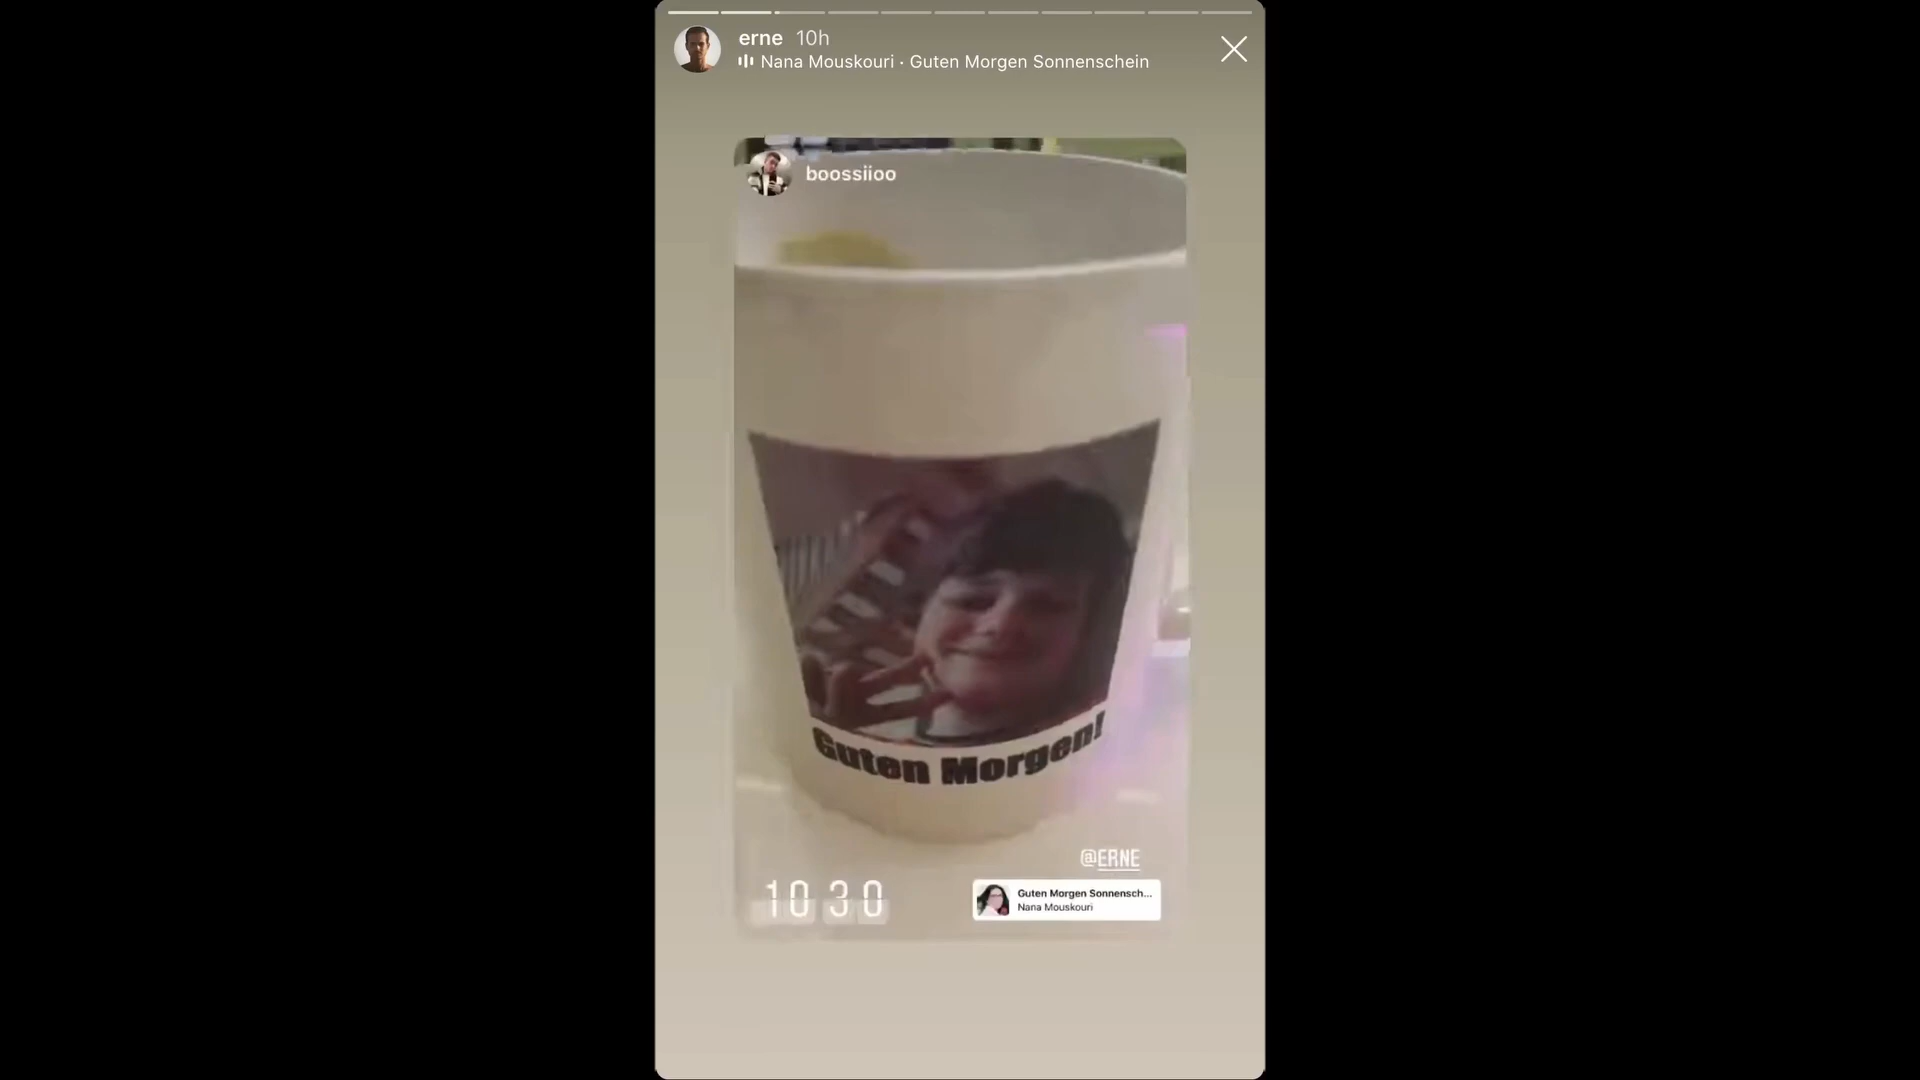 erne 10h
Nana Mouskouri · Guten Morgen Sonnenschein
boossiioo
Guten Morgen!
@ERNE
10 30
Guten Morgen Sonnensch...
Nana Mouskouri